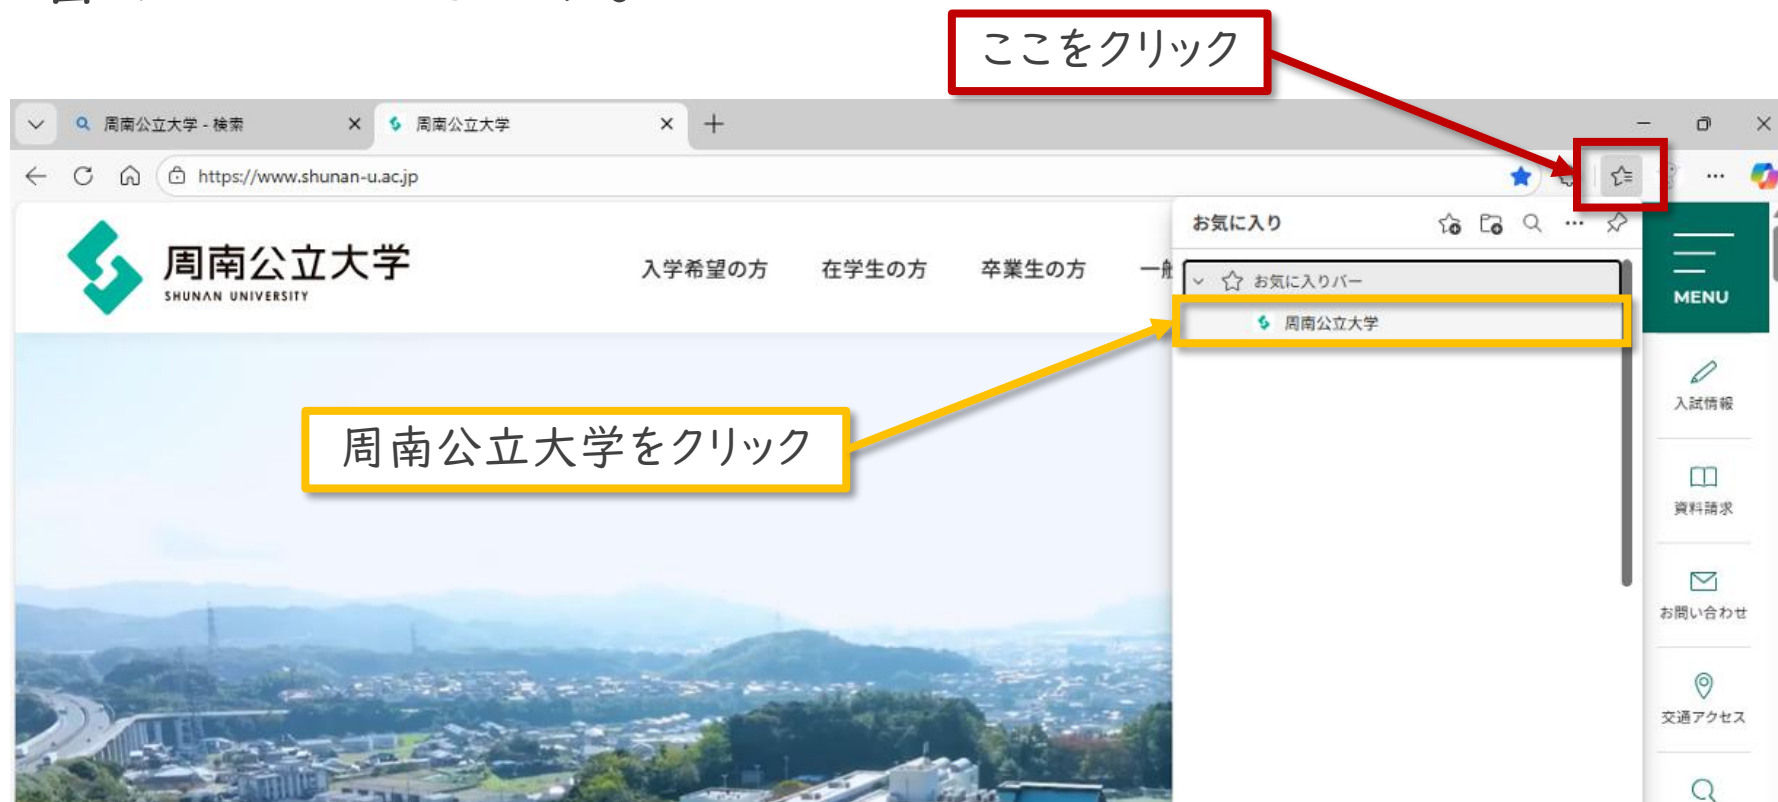 ここをクリック
周南公立大学 - 検索
周南公立大学
https://www.shunan-u.ac.jp
周南公立大学
SHUNAN UNIVERSITY
入学希望の方 在学生の方 卒業生の方 一般
お気に入り
お気に入りバー
周南公立大学
MENU
周南公立大学をクリック
入試情報
資料請求
お問い合わせ
交通アクセス